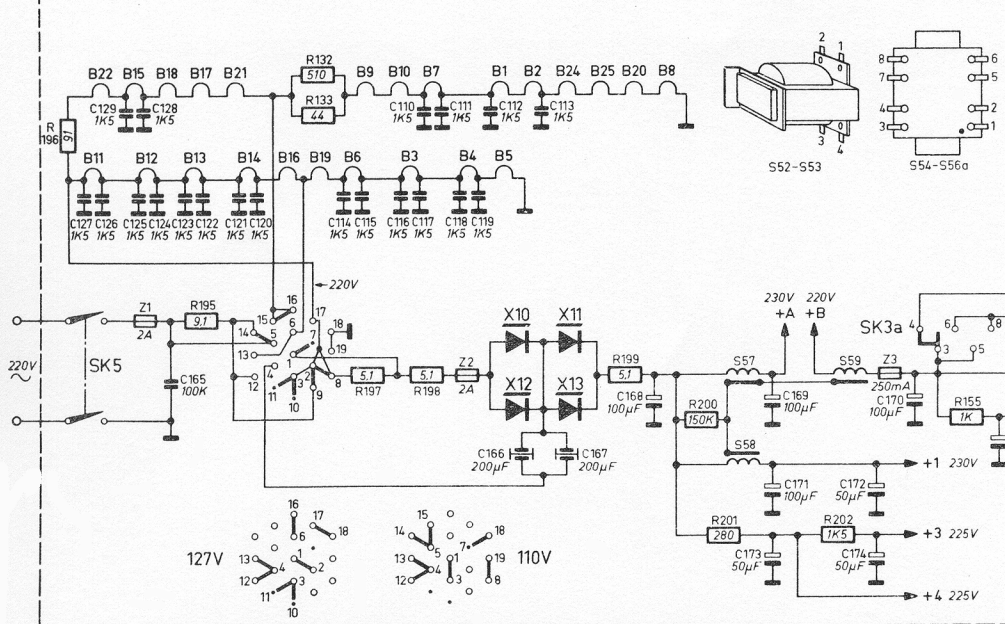 B22 B15 B18 B17 B21
R132
510
R133
44
B9 B10 B7 B1 B2 B24 B25 B20 B8
C129
1K5
C128
1K5
C110
1K5
C111
1K5
C112
1K5
C113
1K5
R
196
91
B11 B12 B13 B14 B16 B19 B6 B3 B4 B5
C127
1K5
C126
1K5
C125
1K5
C124
1K5
C123
1K5
C122
1K5
C121
1K5
C120
1K5
C114
1K5
C115
1K5
C116
1K5
C117
1K5
C118
1K5
C119
1K5
2 1
3 4
S52-S53
8 7 4 3
6 5 2 1
S54-S56a
220V
220V
~
SK5
Z1
2A
R195
9.1
C165
100K
16
15
17
14
5
6
7
18
13
19
4
1
12
11
3
2
8
10
9
R197
5.1
R198
5.1
Z2
2A
X10 X11
X12 X13
C166
200µF
C167
200µF
R199
5.1
C168
100µF
R200
150K
S57
S58
230V
+A
220V
+B
C169
100µF
S59
Z3
250mA
C170
100µF
SK3a
4
6
8
3
5
R155
1K
C171
100µF
C172
50µF
+1 230V
R201
280
R202
1K5
+3 225V
C173
50µF
C174
50µF
+4 225V
127V
16
17
18
6
13
1
4
2
12
3
11
10
110V
15
14
18
5
7
13
1
19
4
12
3
8